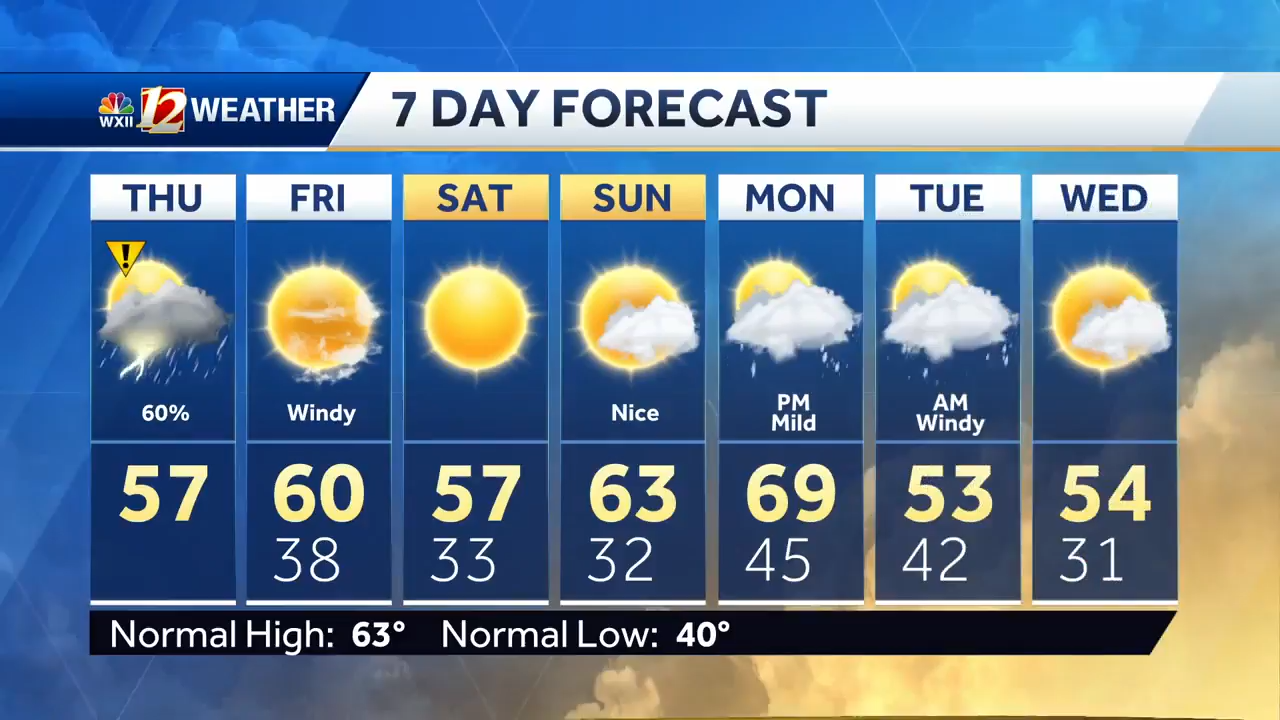 WXII 12 WEATHER
7 DAY FORECAST
THU FRI SAT SUN MON TUE WED
!
60% Windy Nice PM Mild AM Windy
57 60 57 63 69 53 54
38 33 32 45 42 31
Normal High: 63° Normal Low: 40°